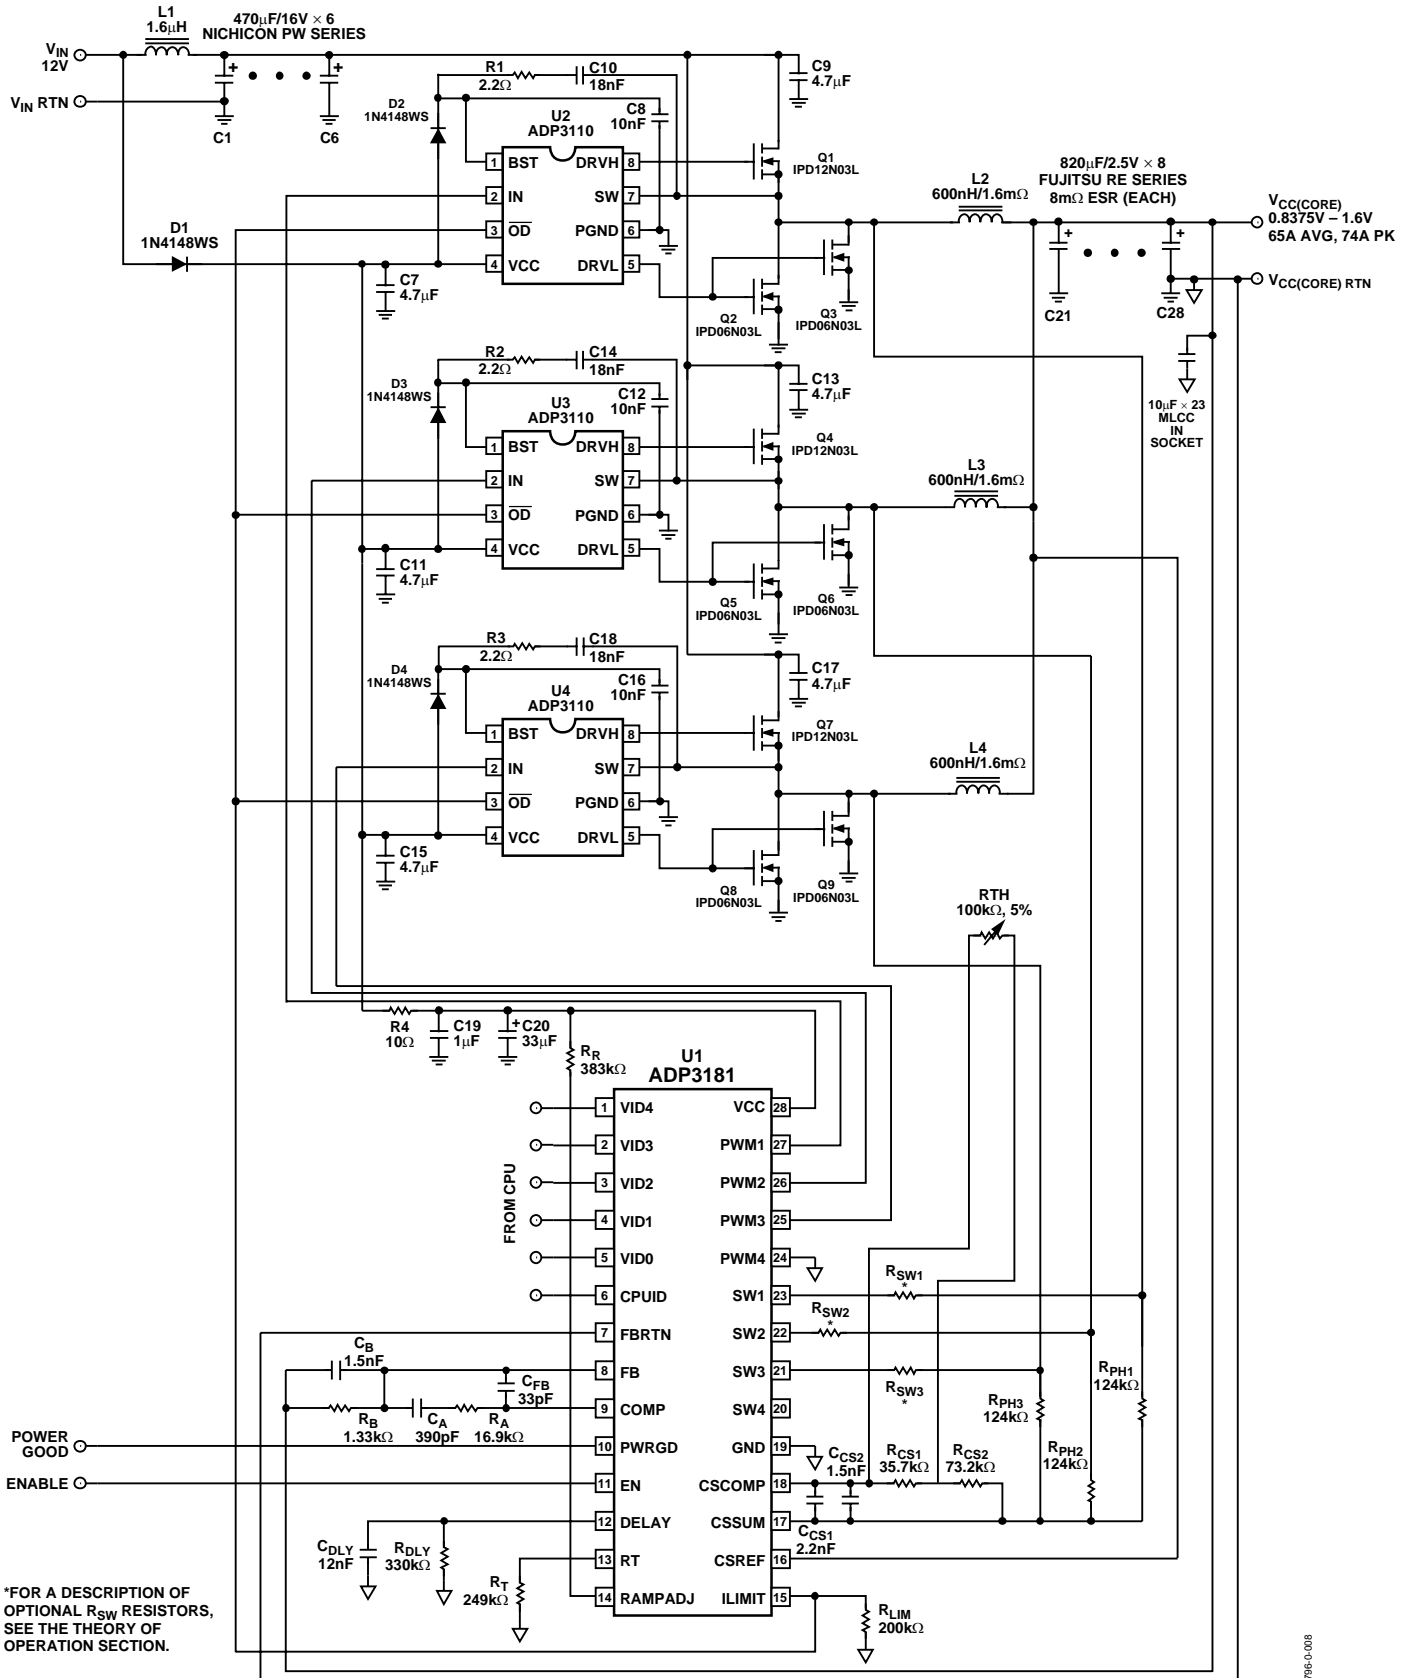 L1
1.6μH
470μF/16V × 6
NICHICON PW SERIES
VIN
12V
VIN RTN
+
+
C1
C6
D2
1N4148WS
R1
2.2Ω
C10
18nF
C8
10nF
C9
4.7μF
U2
ADP3110
1 BST DRVH 8
2 IN SW 7
3 OD PGND 6
4 VCC DRVL 5
Q1
IPD12N03L
D1
1N4148WS
C7
4.7μF
Q2
IPD06N03L
Q3
IPD06N03L
L2
600nH/1.6mΩ
820μF/2.5V × 8
FUJITSU RE SERIES
8mΩ ESR (EACH)
+
+
C21
C28
VCC(CORE)
0.8375V – 1.6V
65A AVG, 74A PK
VCC(CORE) RTN
10μF × 23
MLCC
IN
SOCKET
R2
2.2Ω
C14
18nF
D3
1N4148WS
C12
10nF
C13
4.7μF
U3
ADP3110
1 BST DRVH 8
2 IN SW 7
3 OD PGND 6
4 VCC DRVL 5
Q4
IPD12N03L
L3
600nH/1.6mΩ
C11
4.7μF
Q5
IPD06N03L
Q6
IPD06N03L
R3
2.2Ω
C18
18nF
D4
1N4148WS
C16
10nF
C17
4.7μF
U4
ADP3110
1 BST DRVH 8
2 IN SW 7
3 OD PGND 6
4 VCC DRVL 5
Q7
IPD12N03L
L4
600nH/1.6mΩ
C15
4.7μF
Q8
IPD06N03L
Q9
IPD06N03L
RTH
100kΩ, 5%
R4
10Ω
C19
1μF
+
C20
33μF
RR
383kΩ
U1
ADP3181
FROM CPU
1 VID4 VCC 28
2 VID3 PWM1 27
3 VID2 PWM2 26
4 VID1 PWM3 25
5 VID0 PWM4 24
6 CPUID SW1 23
7 FBRTN SW2 22
8 FB SW3 21
9 COMP SW4 20
10 PWRGD GND 19
11 EN CSCOMP 18
12 DELAY CSSUM 17
13 RT CSREF 16
14 RAMPADJ ILIMIT 15
RSW1
*
RSW2
*
RSW3
*
CB
1.5nF
CFB
33pF
RB
1.33kΩ
CA
390pF
RA
16.9kΩ
RPH1
124kΩ
RPH3
124kΩ
RPH2
124kΩ
POWER
GOOD
ENABLE
CCS2
1.5nF
RCS1
35.7kΩ
RCS2
73.2kΩ
CCS1
2.2nF
CDLY
12nF
RDLY
330kΩ
RT
249kΩ
RLIM
200kΩ
*FOR A DESCRIPTION OF
OPTIONAL RSW RESISTORS,
SEE THE THEORY OF
OPERATION SECTION.
796-0-008